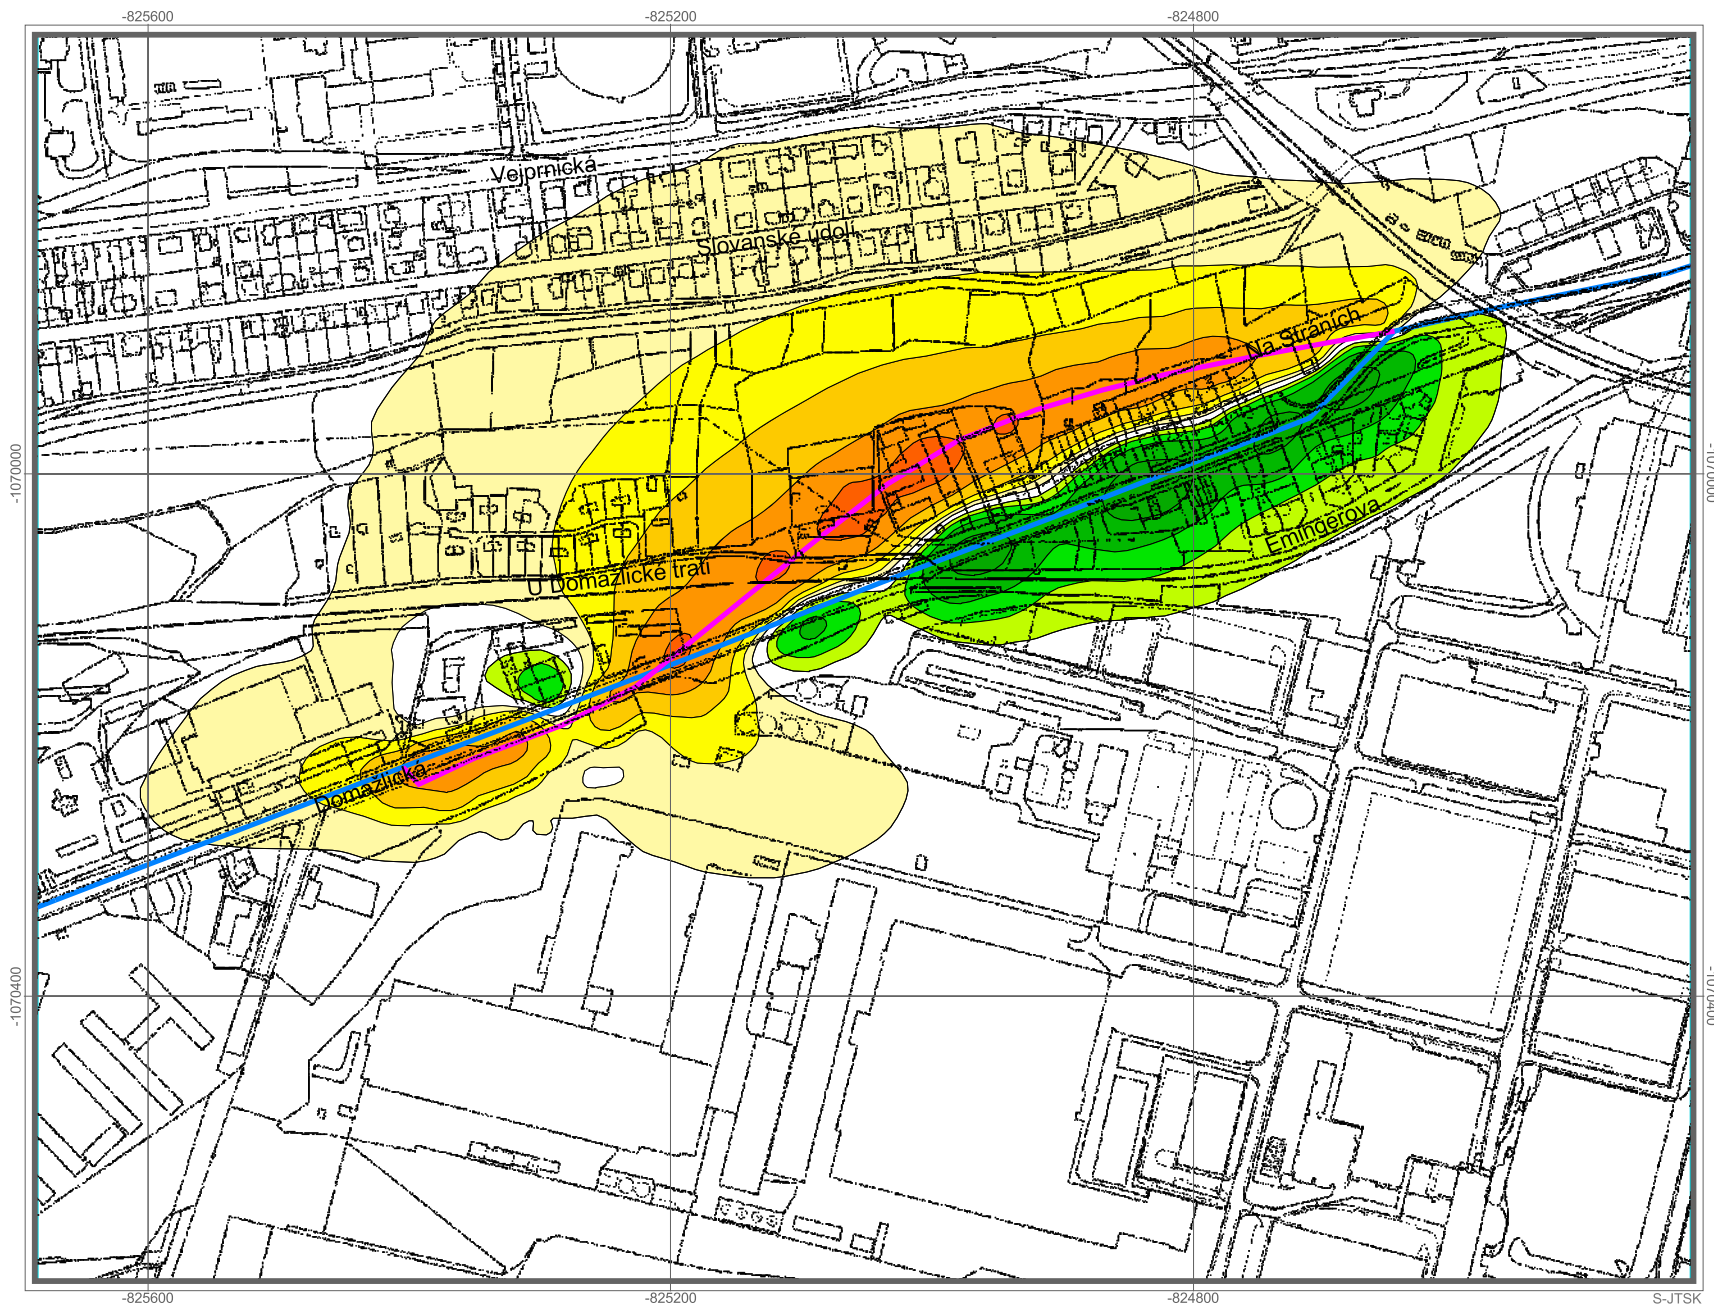 -825600
-825200
-824800
Vejprnická
Slovanské údolí
Na Stráních
-1070000
-1070000
Emingerova
U Domažlické trati
Domažlická
-1070400
-1070400
-825600
-825200
-824800
S-JTSK